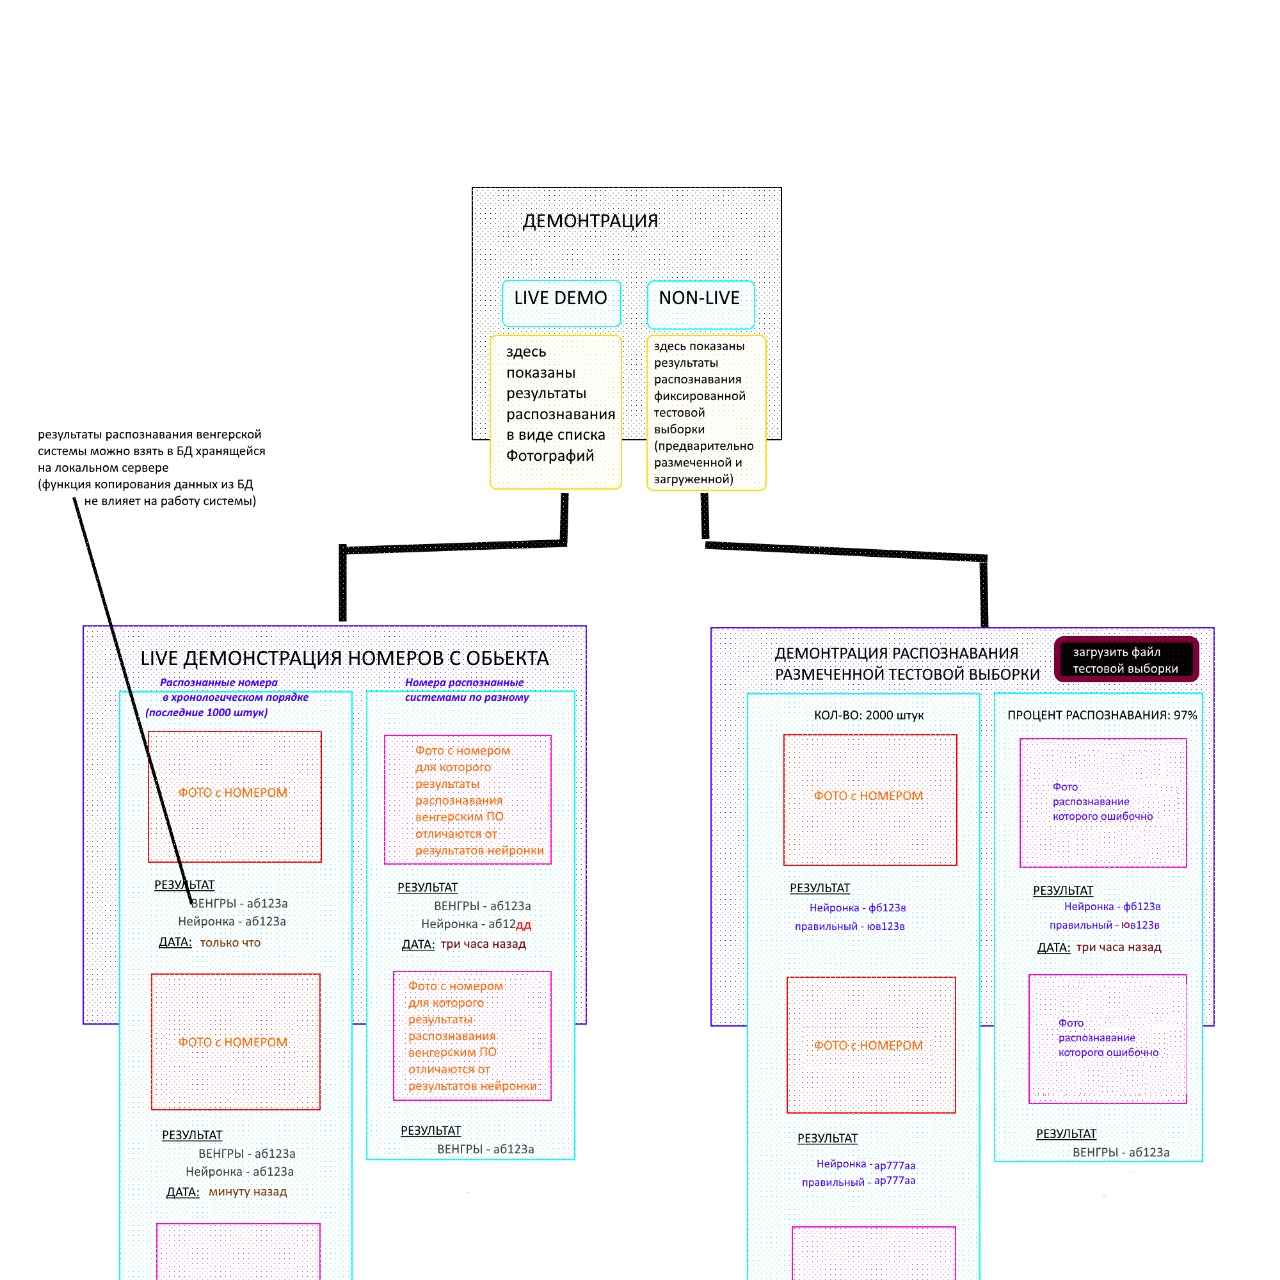 ДЕМОНТРАЦИЯ
LIVE DEMO
NON-LIVE
здесь
показаны
результаты
распознавания
в виде списка
Фотографий
здесь показаны
результаты
распознавания
фиксированной
тестовой
выборки
(предварительно
размеченной и
загруженной)
результаты распознавания венгерской
системы можно взять в БД хранящейся
на локальном сервере
(функция копирования данных из БД
не влияет на работу системы)
LIVE ДЕМОНСТРАЦИЯ НОМЕРОВ С ОБЬЕКТА
Распознанные номера
в хронологическом порядке
(последние 1000 штук)
ФОТО с НОМЕРОМ
РЕЗУЛЬТАТ
ВЕНГРЫ - аб123а
Нейронка - аб123а
ДАТА: только что
ФОТО с НОМЕРОМ
РЕЗУЛЬТАТ
ВЕНГРЫ - аб123а
Нейронка - аб123а
ДАТА: минуту назад
Номера распознанные
системами по разному
Фото с номером
для которого
результаты
распознавания
венгерским ПО
отличаются от
результатов нейронки
РЕЗУЛЬТАТ
ВЕНГРЫ - аб123а
Нейронка - аб12дд
ДАТА: три часа назад
Фото с номером
для которого
результаты
распознавания
венгерским ПО
отличаются от
результатов нейронки
РЕЗУЛЬТАТ
ВЕНГРЫ - аб123а
ДЕМОНТРАЦИЯ РАСПОЗНАВАНИЯ
РАЗМЕЧЕННОЙ ТЕСТОВОЙ ВЫБОРКИ
загрузить файл
тестовой выборки
КОЛ-ВО: 2000 штук
ФОТО с НОМЕРОМ
РЕЗУЛЬТАТ
Нейронка - фб123в
правильный - юв123в
ФОТО с НОМЕРОМ
РЕЗУЛЬТАТ
Нейронка - ар777аа
правильный - ар777аа
ПРОЦЕНТ РАСПОЗНАВАНИЯ: 97%
Фото
распознавание
которого ошибочно
РЕЗУЛЬТАТ
Нейронка - фб123в
правильный - юв123в
ДАТА: три часа назад
Фото
распознавание
которого ошибочно
РЕЗУЛЬТАТ
ВЕНГРЫ - аб123а